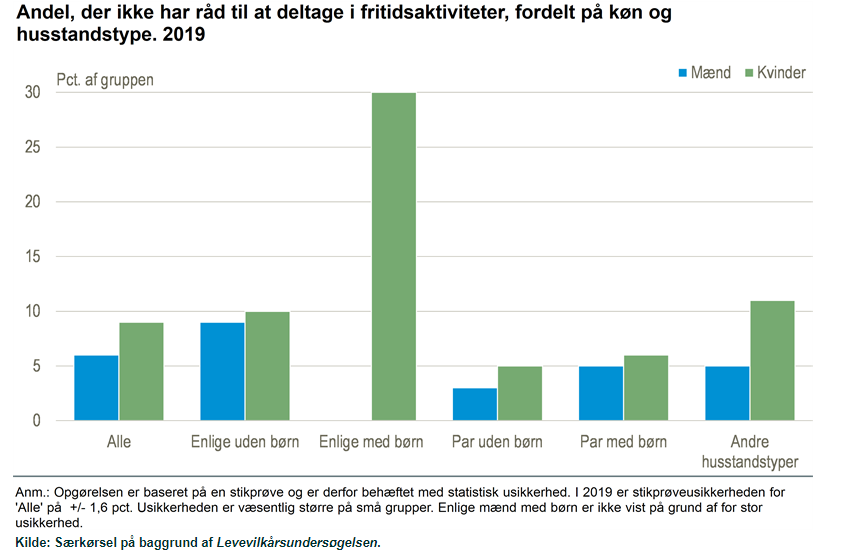 Andel, der ikke har råd til at deltage i fritidsaktiviteter, fordelt på køn og
husstandstype. 2019
Pct. af gruppen
Mænd Kvinder
30
25
20
15
10
5
0
Alle Enlige uden børn Enlige med børn Par uden børn Par med børn Andre
husstandstyper
Anm.: Opgørelsen er baseret på en stikprøve og er derfor behæftet med statistisk usikkerhed. I 2019 er stikprøveusikkerheden for
'Alle' på +/- 1,6 pct. Usikkerheden er væsentlig større på små grupper. Enlige mænd med børn er ikke vist på grund af for stor
usikkerhed.
Kilde: Særkørsel på baggrund af Levevilkårsundersøgelsen.